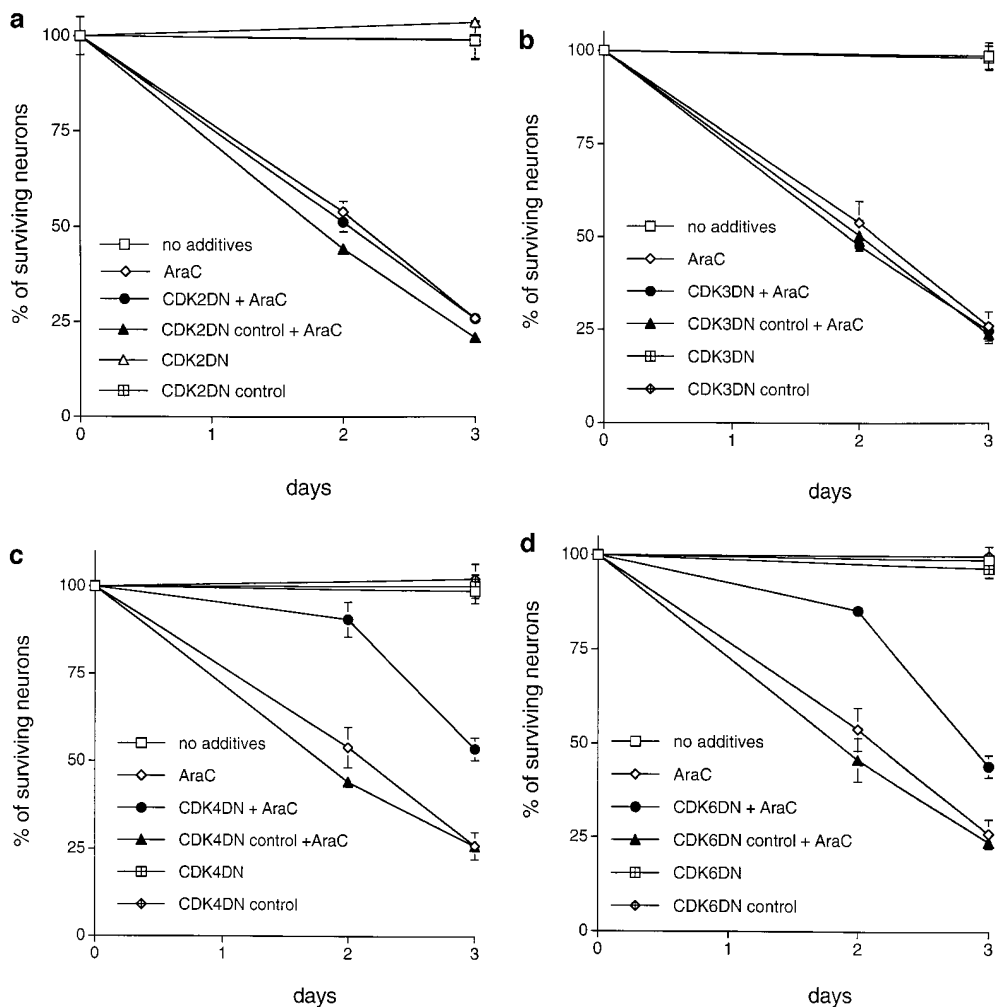 a
100
75
50
25
0
% of surviving neurons
no additives
AraC
CDK2DN + AraC
CDK2DN control + AraC
CDK2DN
CDK2DN control
0 1 2 3
days
b
100
75
50
25
0
% of surviving neurons
no additives
AraC
CDK3DN + AraC
CDK3DN control + AraC
CDK3DN
CDK3DN control
0 1 2 3
days
c
100
75
50
25
0
% of surviving neurons
no additives
AraC
CDK4DN + AraC
CDK4DN control +AraC
CDK4DN
CDK4DN control
0 1 2 3
days
d
100
75
50
25
0
% of surviving neurons
no additives
AraC
CDK6DN + AraC
CDK6DN control + AraC
CDK6DN
CDK6DN control
0 1 2 3
days